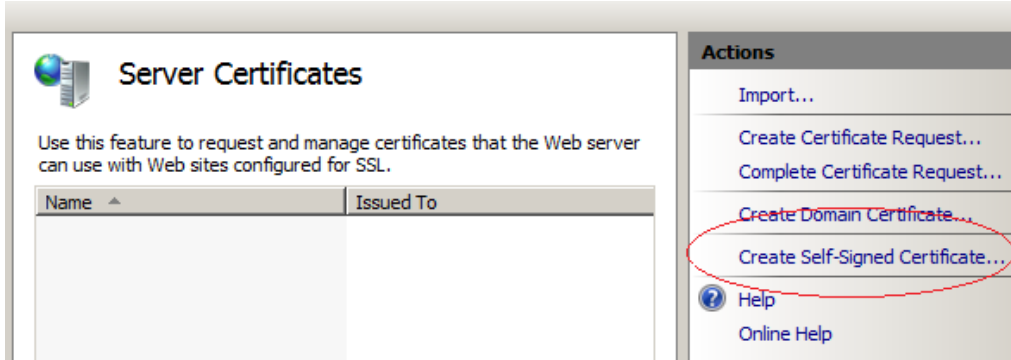 Server Certificates
Use this feature to request and manage certificates that the Web server
can use with Web sites configured for SSL.
Name
Issued To
Actions
Import...
Create Certificate Request...
Complete Certificate Request...
Create Domain Certificate...
Create Self-Signed Certificate...
Help
Online Help